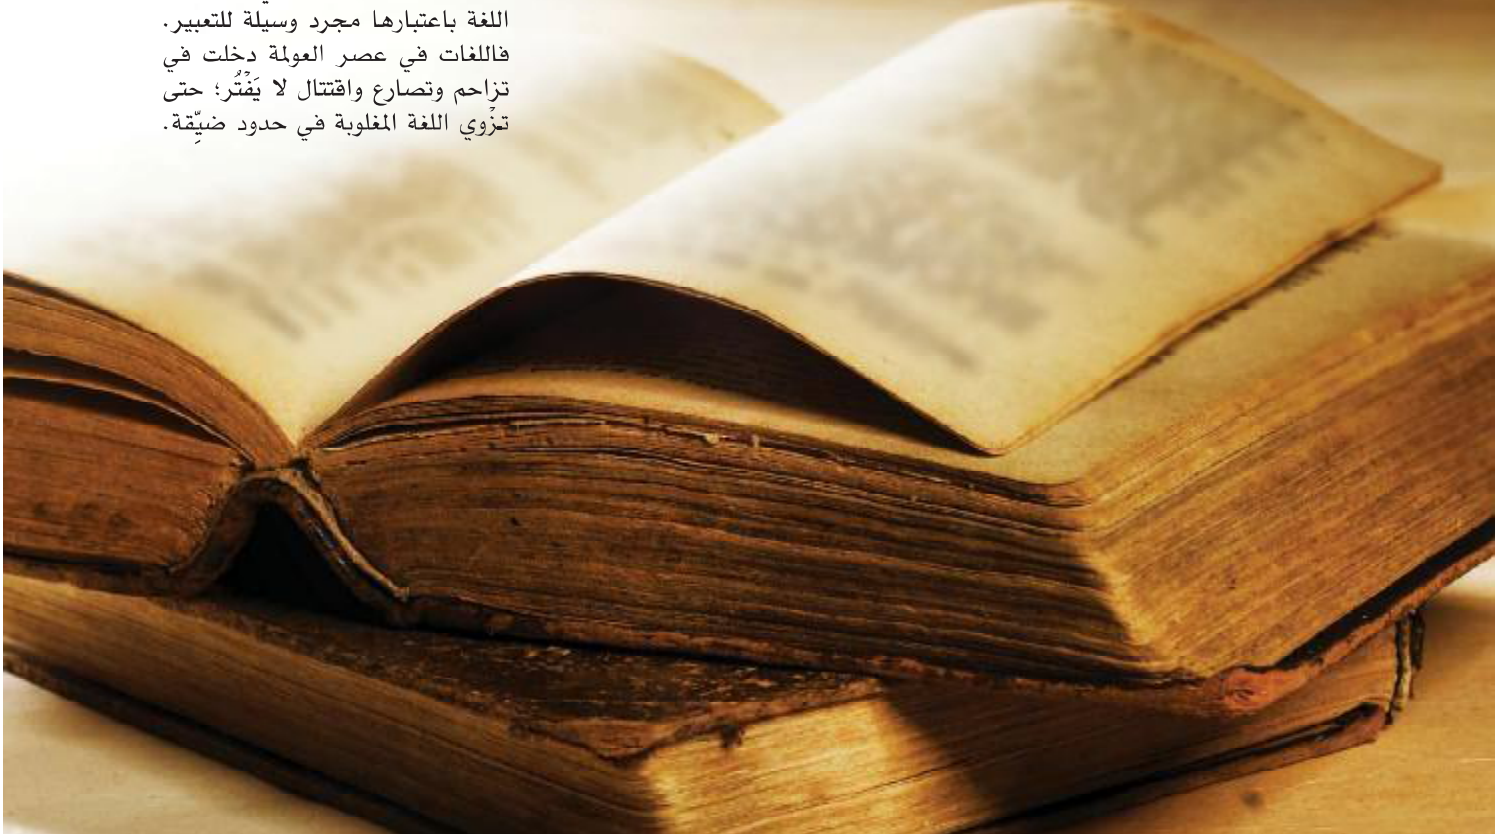 اللغة باعتبارها مجرد وسيلة للتعبير.
فاللغات في عصر العولمة دخلت في
تزاحم وتصارع واقتتال لا يَفْتُر؛ حتى
تزْوي اللغة المغلوبة في حدود ضيِّقة.